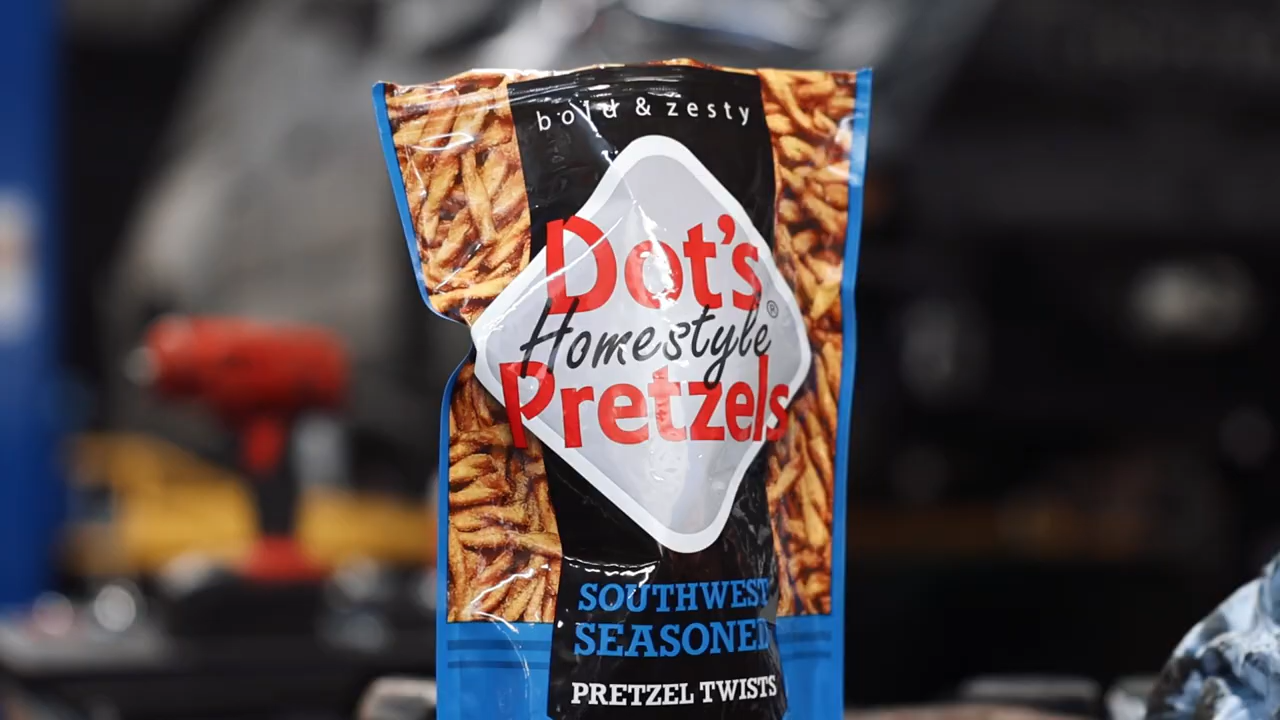 bold & zesty
Dot's
Homestyle®
Pretzels
SOUTHWEST
SEASONED
PRETZEL TWISTS